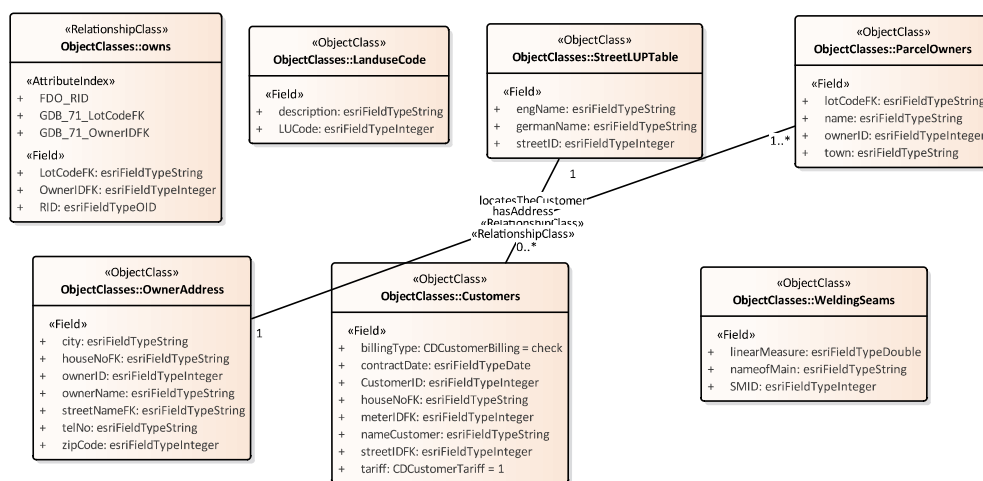 «RelationshipClass»
ObjectClasses::owns
«AttributeIndex»
+ FDO_RID
+ GDB_71_LotCodeFK
+ GDB_71_OwnerIDFK
«Field»
+ LotCodeFK: esriFieldTypeString
+ OwnerIDFK: esriFieldTypeInteger
+ RID: esriFieldTypeOID
«ObjectClass»
ObjectClasses::LanduseCode
«Field»
+ description: esriFieldTypeString
+ LUCode: esriFieldTypeInteger
«ObjectClass»
ObjectClasses::StreetLUPTable
«Field»
+ engName: esriFieldTypeString
+ germanName: esriFieldTypeString
+ streetID: esriFieldTypeInteger
«ObjectClass»
ObjectClasses::ParcelOwners
«Field»
+ lotCodeFK: esriFieldTypeString
+ name: esriFieldTypeString
+ ownerID: esriFieldTypeInteger
+ town: esriFieldTypeString
1..*
1
locatesTheCustomer
hasAddress
«RelationshipClass»
«RelationshipClass»
0..*
«ObjectClass»
ObjectClasses::OwnerAddress
«Field»
+ city: esriFieldTypeString
+ houseNoFK: esriFieldTypeString
+ ownerID: esriFieldTypeInteger
+ ownerName: esriFieldTypeString
+ streetNameFK: esriFieldTypeString
+ telNo: esriFieldTypeString
+ zipCode: esriFieldTypeInteger
1
«ObjectClass»
ObjectClasses::Customers
«Field»
+ billingType: CDCustomerBilling = check
+ contractDate: esriFieldTypeDate
+ CustomerID: esriFieldTypeInteger
+ houseNoFK: esriFieldTypeString
+ meterIDFK: esriFieldTypeInteger
+ nameCustomer: esriFieldTypeString
+ streetIDFK: esriFieldTypeInteger
+ tariff: CDCustomerTariff = 1
«ObjectClass»
ObjectClasses::WeldingSeams
«Field»
+ linearMeasure: esriFieldTypeDouble
+ nameofMain: esriFieldTypeString
+ SMID: esriFieldTypeInteger